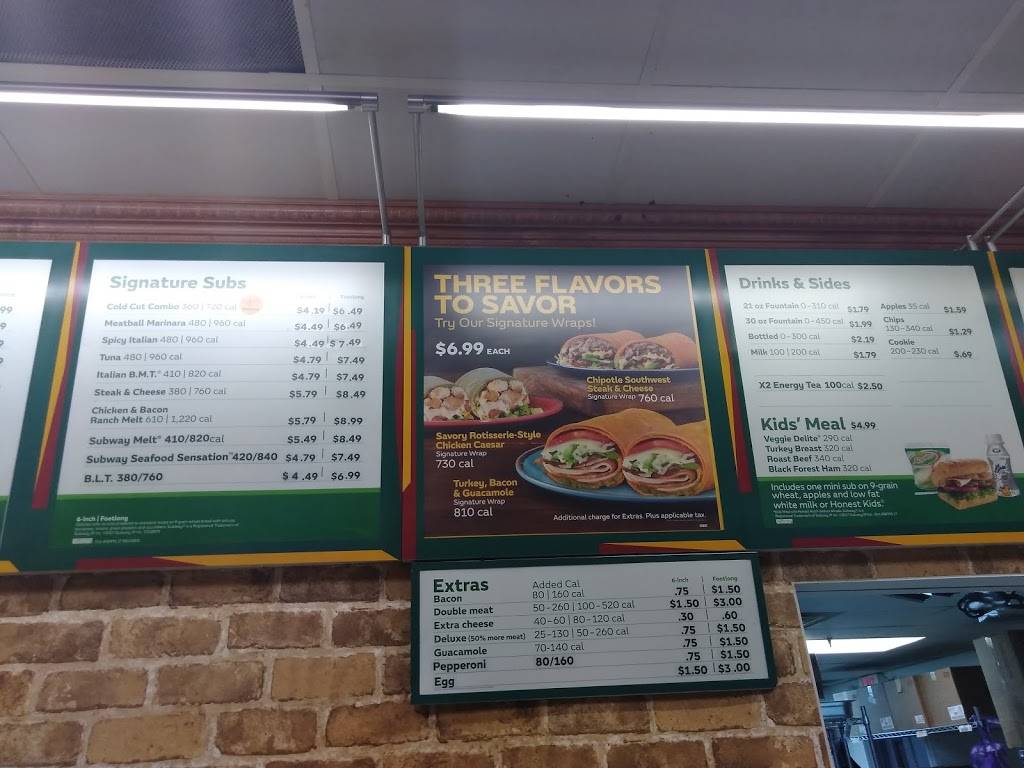 99
9
Signature Subs
Footlong
Cold Cut Combo 360 | 720 cal $4.19 $6.49
Meatball Marinara 480 | 960 cal $4.49 $6.49
Spicy Italian 480 | 960 cal $4.49 $7.49
Tuna 480 | 960 cal $4.79 $7.49
Italian B.M.T.® 410 | 820 cal $4.79 $7.49
Steak & Cheese 380 | 760 cal $5.79 $8.49
Chicken & Bacon
Ranch Melt 610 | 1,220 cal $5.79 $8.99
Subway Melt® 410/820cal $5.49 $8.49
Subway Seafood Sensation™ 420/840 $4.79 $7.49
B.L.T. 380/760 $4.49 $6.99
6-inch | Footlong
THREE FLAVORS
TO SAVOR
Try Our Signature Wraps!
$6.99 EACH
Chipotle Southwest
Steak & Cheese
Signature Wrap 760 cal
Savory Rotisserie-Style
Chicken Caesar
Signature Wrap
730 cal
Turkey, Bacon
& Guacamole
Signature Wrap
810 cal
Additional charge for Extras. Plus applicable tax.
Drinks & Sides
21 oz Fountain 0-310 cal $1.79
30 oz Fountain 0-450 cal $1.99
Bottled 0-300 cal $2.19
Milk 100 | 200 cal $1.79
Apples 35 cal $1.59
Chips
130-340 cal $1.29
Cookie
200-230 cal $.69
X2 Energy Tea 100cal $2.50
Kids' Meal $4.99
Veggie Delite® 290 cal
Turkey Breast 320 cal
Roast Beef 340 cal
Black Forest Ham 320 cal
Includes one mini sub on 9-grain
wheat, apples and low fat
white milk or Honest Kids.®
Extras Added Cal 6-inch Footlong
Bacon 80 | 160 cal .75 $1.50
Double meat 50-260 | 100-520 cal $1.50 $3.00
Extra cheese 40-60 | 80-120 cal .30 .60
Deluxe (50% more meat) 25-130 | 50-260 cal .75 $1.50
Guacamole 70-140 cal .75 $1.50
Pepperoni 80/160 .75 $1.50
Egg $1.50 $3.00